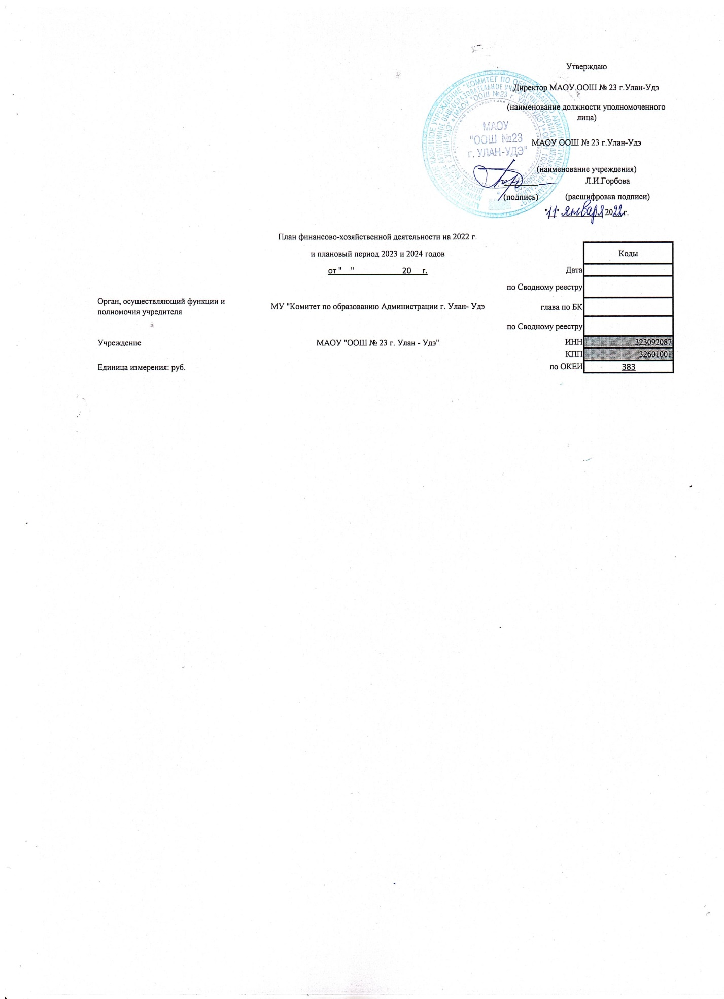 Утверждаю
Директор МАОУ ООШ № 23 г.Улан-Удэ
(наименование должности уполномоченного
лица)
МАОУ ООШ № 23 г.Улан-Удэ
МАОУ
"ООШ №23
г. УЛАН-УДЭ"
(наименование учреждения)
Л.И.Горбова
(подпись) (расшифровка подписи)
"11" января 2022 г.
План финансово-хозяйственной деятельности на 2022 г.
и плановый период 2023 и 2024 годов
Коды
от " " 20 г.
Дата
по Сводному реестру
Орган, осуществляющий функции и
полномочия учредителя
МУ "Комитет по образованию Администрации г. Улан- Удэ
глава по БК
по Сводному реестру
Учреждение МАОУ "ООШ № 23 г. Улан - Удэ" ИНН 323092087
КПП 32601001
Единица измерения: руб. по ОКЕИ 383